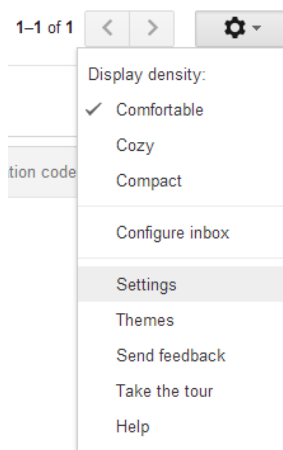 1–1 of 1
Display density:
Comfortable
Cozy
tion code
Compact
Configure inbox
Settings
Themes
Send feedback
Take the tour
Help